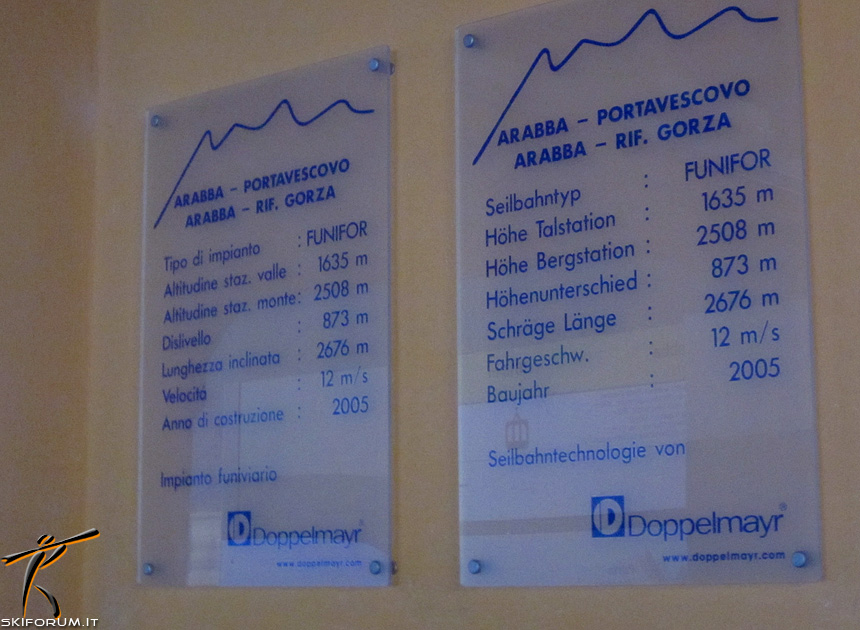 ARABBA – PORTAVESCOVO
ARABBA – RIF. GORZA
Tipo di impianto : FUNIFOR
Altitudine staz. valle : 1635 m
Altitudine staz. monte: 2508 m
Dislivello : 873 m
Lunghezza inclinata : 2676 m
Velocità : 12 m/s
Anno di costruzione : 2005
Impianto funiviario
Doppelmayr®
www.doppelmayr.com
ARABBA – PORTAVESCOVO
ARABBA – RIF. GORZA
Seilbahntyp : FUNIFOR
Höhe Talstation : 1635 m
Höhe Bergstation : 2508 m
Höhenunterschied : 873 m
Schräge Länge : 2676 m
Fahrgeschw. : 12 m/s
Baujahr : 2005
Seilbahntechnologie von
Doppelmayr®
www.doppelmayr.com
SKIFORUM.IT